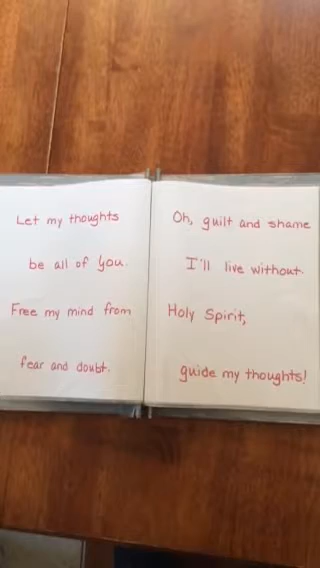 Let my thoughts
be all of you.
Free my mind from
fear and doubt.
Oh, guilt and shame
I'll live without.
Holy Spirit,
guide my thoughts!